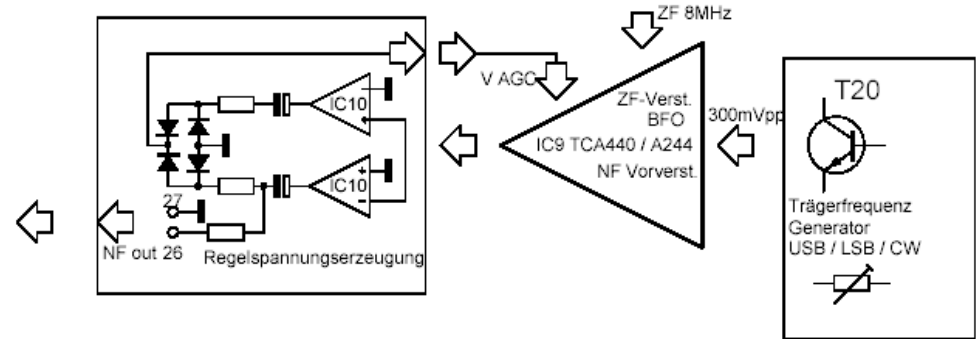 ZF 8MHz
V AGC
IC10
IC10
27
NF out 26
Regelspannungserzeugung
ZF-Verst.
BFO
IC9 TCA440 / A244
NF Vorverst.
300mVpp
T20
Trägerfrequenz
Generator
USB / LSB / CW